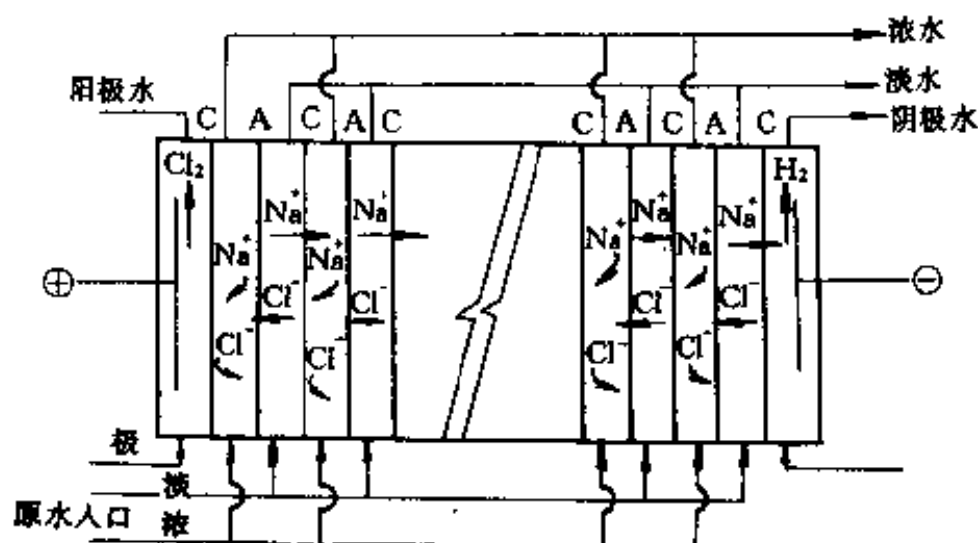 浓水
淡水
阳极水
阴极水
C A C A C C A C A C
Cl₂ H₂
Na⁺ Na⁺ Na⁺ Na⁺
Na⁺ Na⁺ Na⁺ Na⁺
⊕ ⊖
Cl⁻ Cl⁻ Cl⁻ Cl⁻
Cl⁻ Cl⁻ Cl⁻
极
淡
原水入口 浓